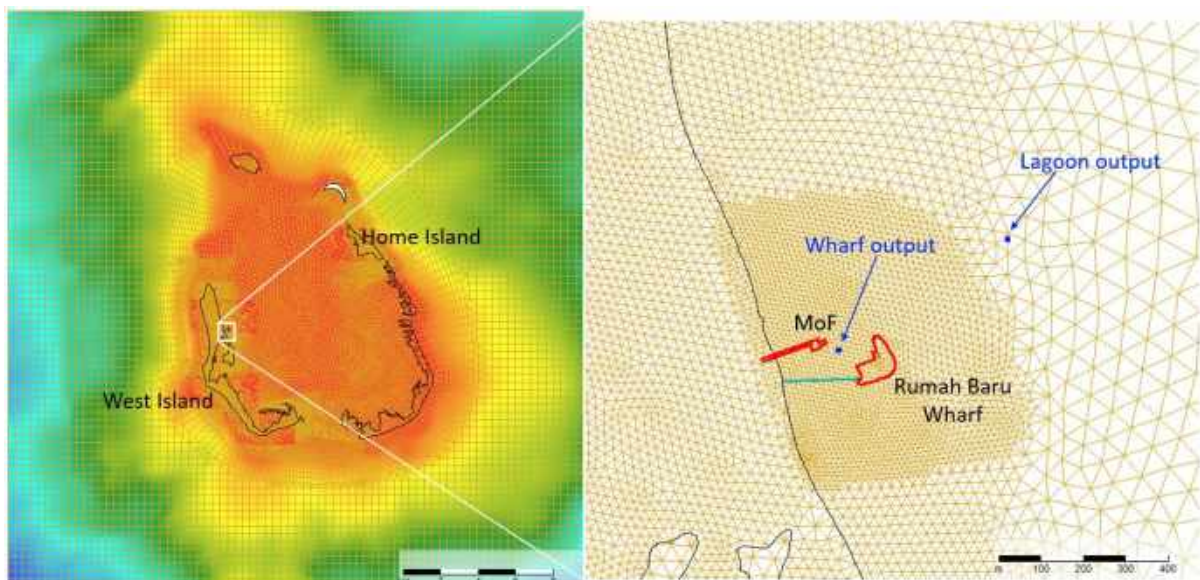 Home Island
West Island
Lagoon output
Wharf output
MoF
Rumah Baru
Wharf
m 100 200 300 400